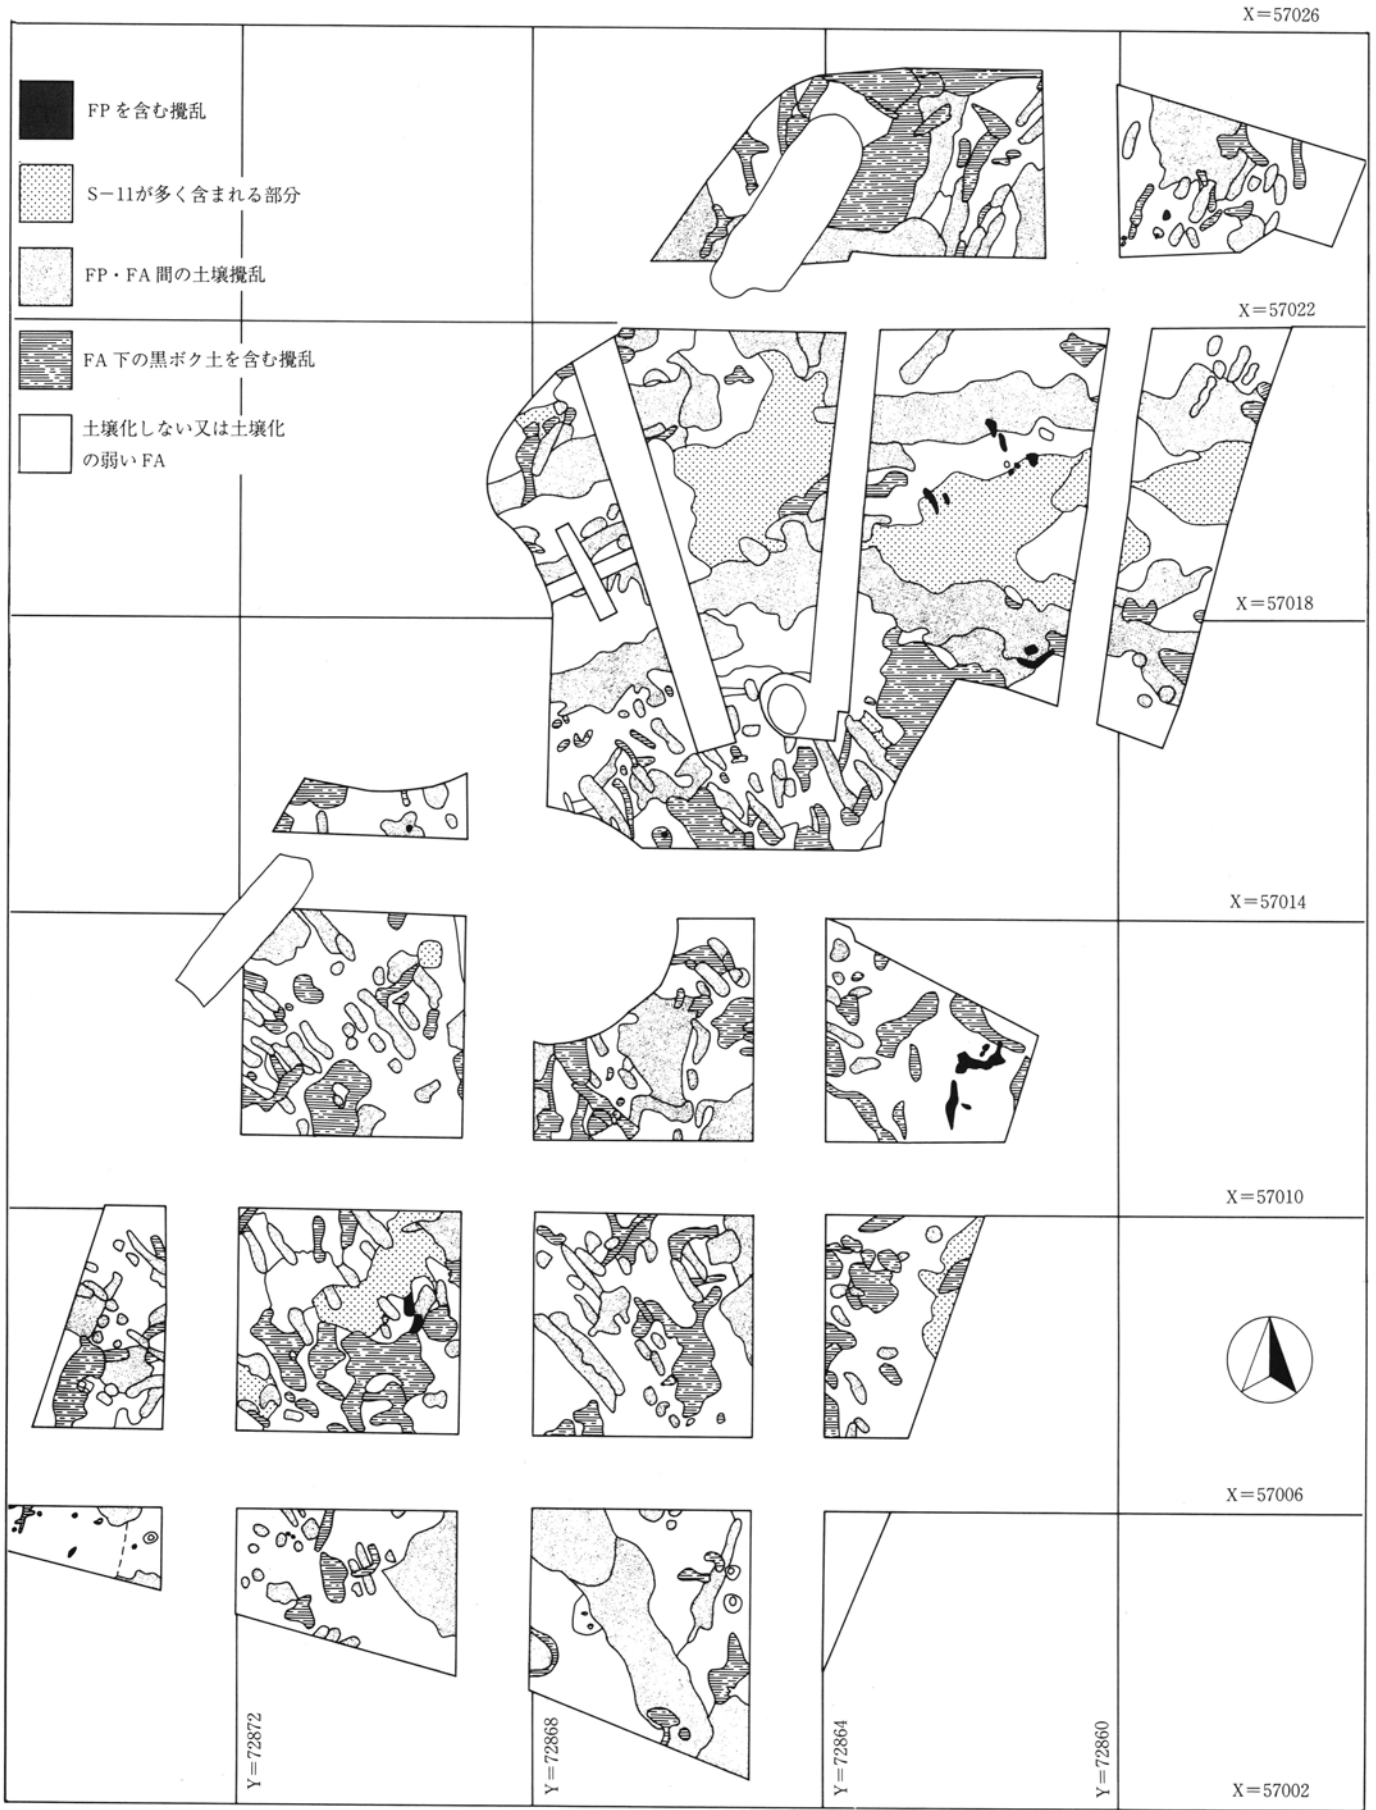 X=57026
FPを含む攪乱
S-11が多く含まれる部分
FP・FA間の土壌攪乱
X=57022
FA下の黒ボク土を含む攪乱
土壌化しない又は土壌化
の弱いFA
X=57018
X=57014
X=57010
X=57006
Y=72872
Y=72868
Y=72864
Y=72860
X=57002